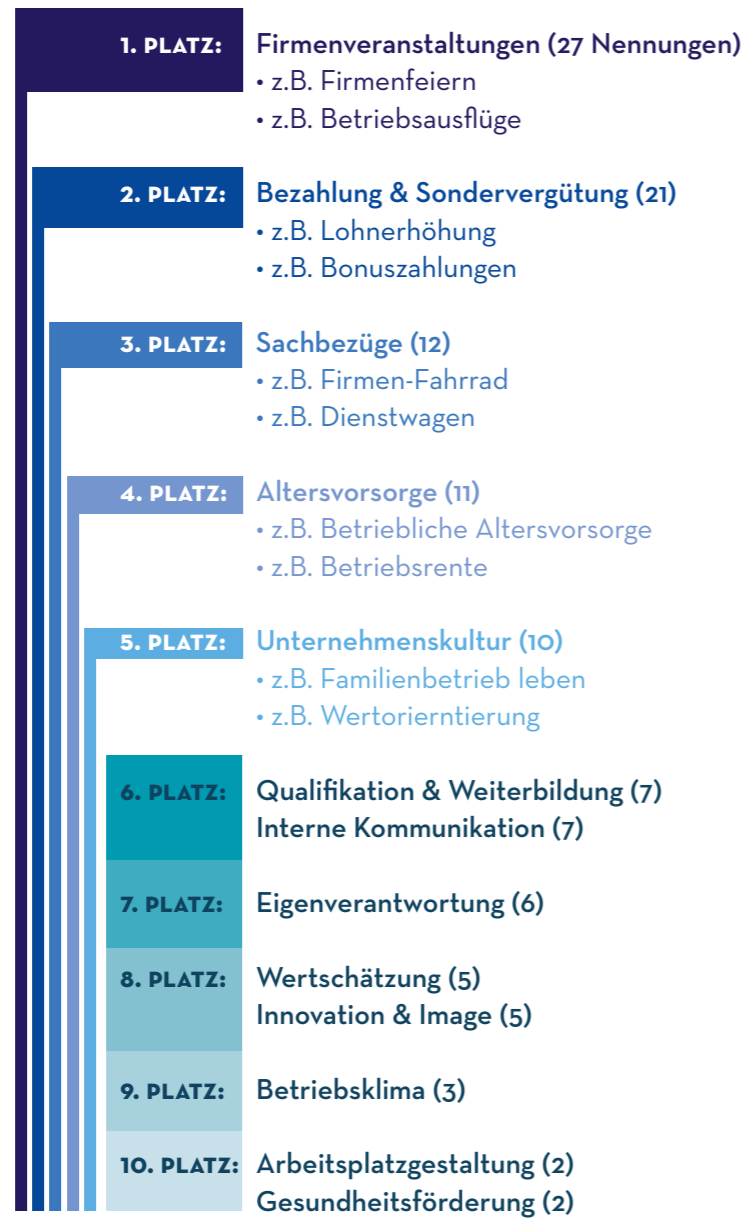 1. PLATZ: Firmenveranstaltungen (27 Nennungen)
• z.B. Firmenfeiern
• z.B. Betriebsausflüge
2. PLATZ: Bezahlung & Sondervergütung (21)
• z.B. Lohnerhöhung
• z.B. Bonuszahlungen
3. PLATZ: Sachbezüge (12)
• z.B. Firmen-Fahrrad
• z.B. Dienstwagen
4. PLATZ: Altersvorsorge (11)
• z.B. Betriebliche Altersvorsorge
• z.B. Betriebsrente
5. PLATZ: Unternehmenskultur (10)
• z.B. Familienbetrieb leben
• z.B. Wertorierntierung
6. PLATZ: Qualifikation & Weiterbildung (7)
Interne Kommunikation (7)
7. PLATZ: Eigenverantwortung (6)
8. PLATZ: Wertschätzung (5)
Innovation & Image (5)
9. PLATZ: Betriebsklima (3)
10. PLATZ: Arbeitsplatzgestaltung (2)
Gesundheitsförderung (2)